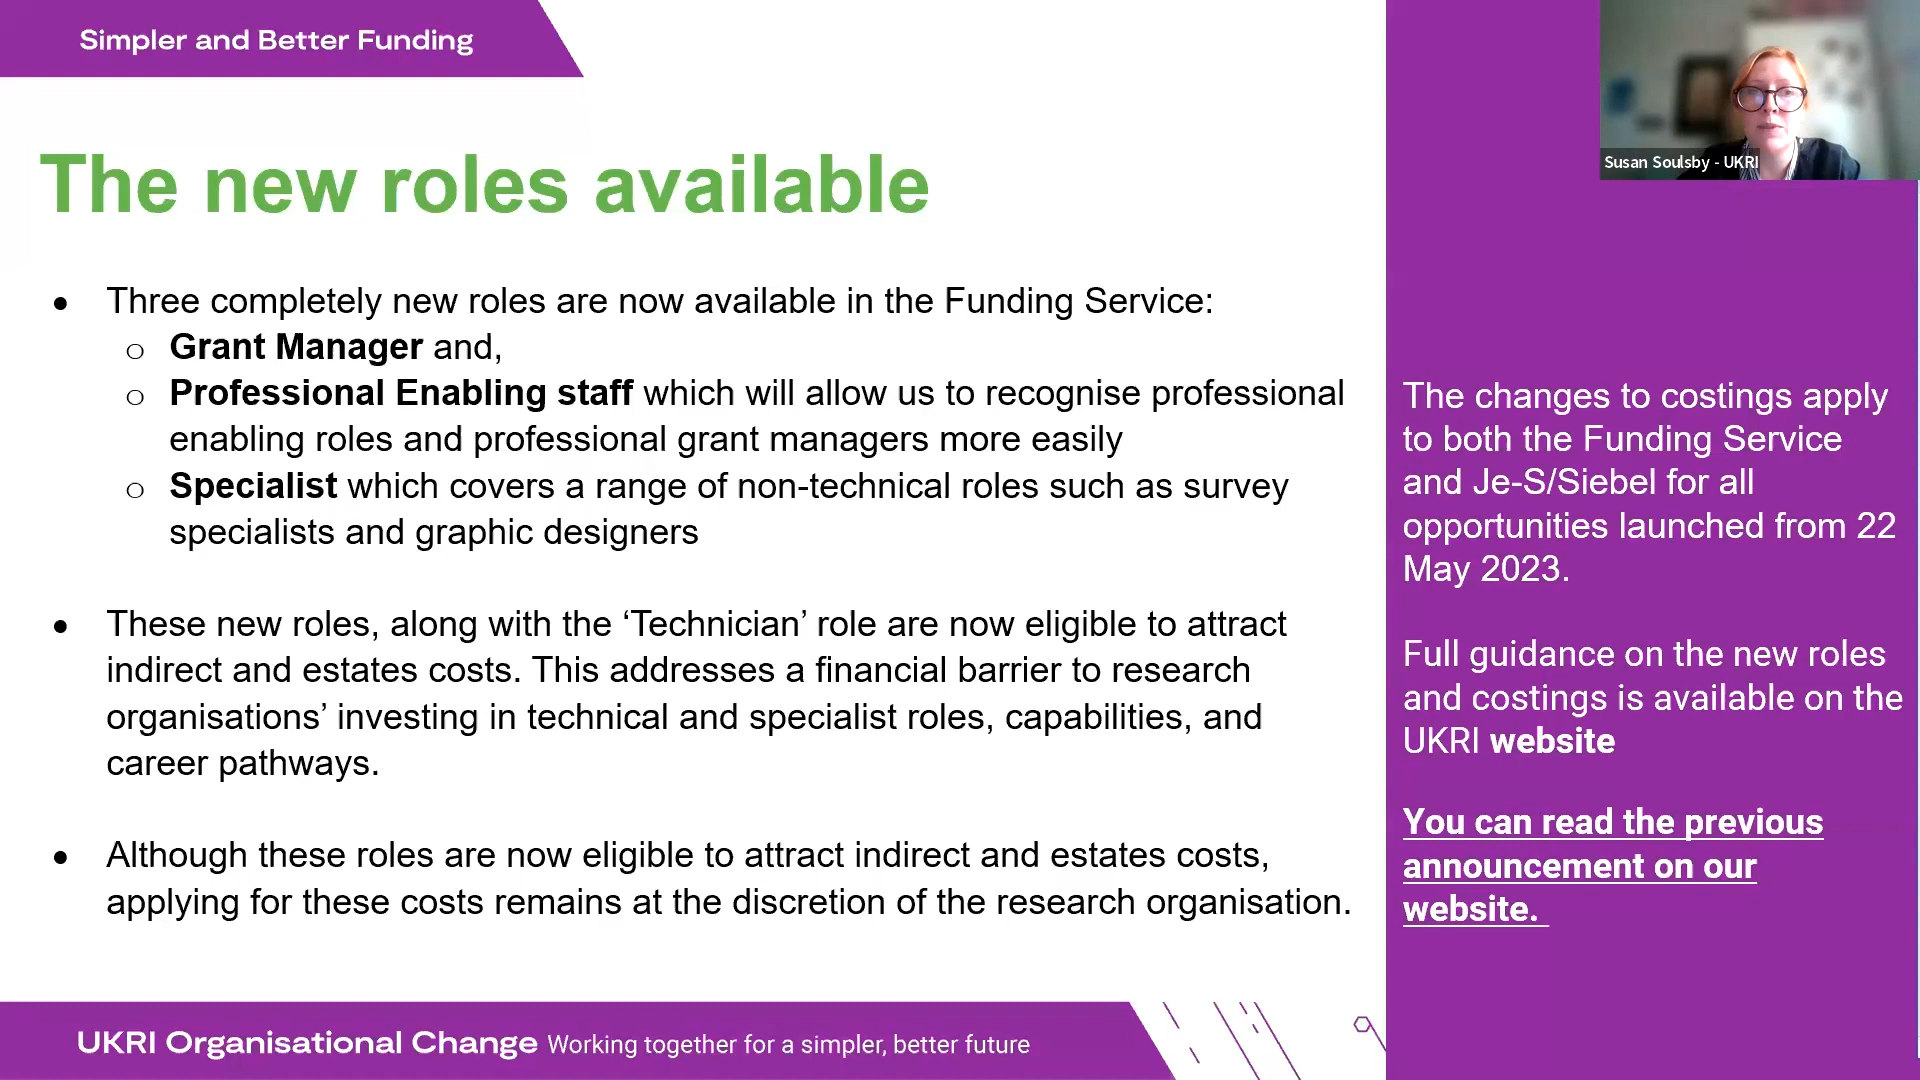 Simpler and Better Funding
Susan Soulsby - UKRI
The new roles available
• Three completely new roles are now available in the Funding Service:
o Grant Manager and,
o Professional Enabling staff which will allow us to recognise professional
enabling roles and professional grant managers more easily
o Specialist which covers a range of non-technical roles such as survey
specialists and graphic designers
• These new roles, along with the ‘Technician’ role are now eligible to attract
indirect and estates costs. This addresses a financial barrier to research
organisations’ investing in technical and specialist roles, capabilities, and
career pathways.
• Although these roles are now eligible to attract indirect and estates costs,
applying for these costs remains at the discretion of the research organisation.
The changes to costings apply
to both the Funding Service
and Je-S/Siebel for all
opportunities launched from 22
May 2023.
Full guidance on the new roles
and costings is available on the
UKRI website
You can read the previous
announcement on our
website.
UKRI Organisational Change Working together for a simpler, better future